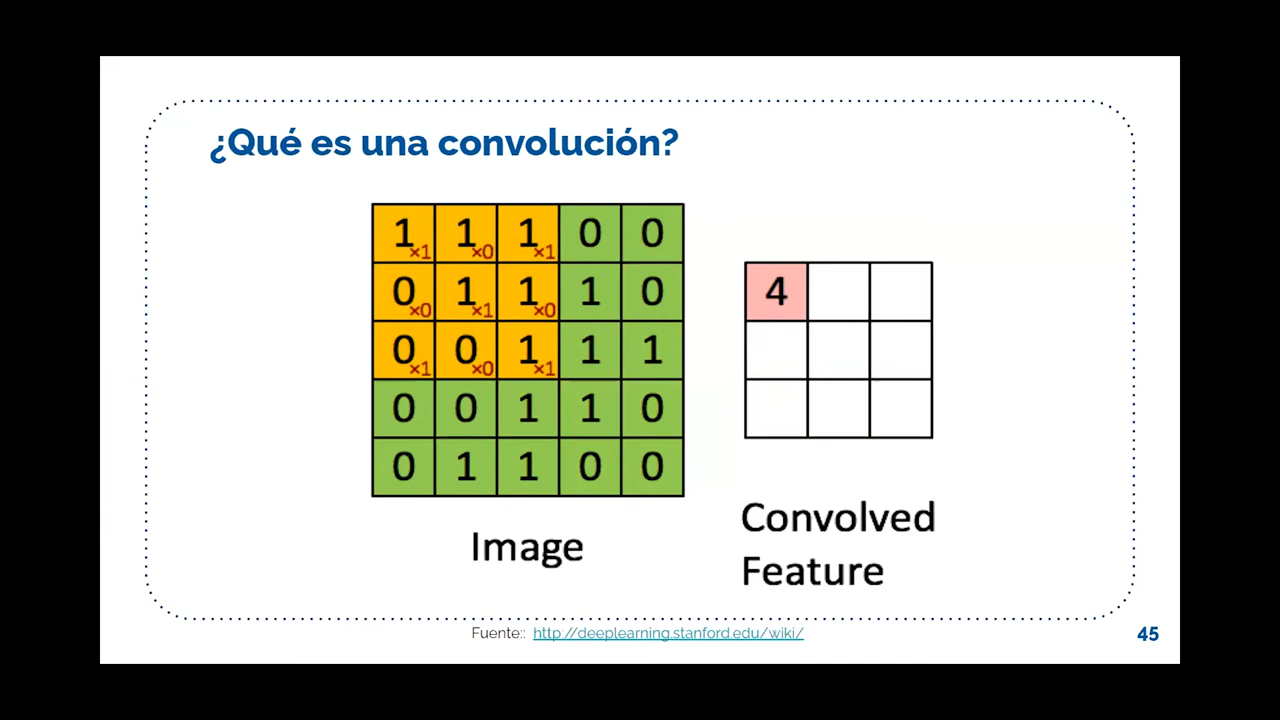 ¿Qué es una convolución?
1×1 1×0 1×1 0 0
0×0 1×1 1×0 1 0
0×1 0×0 1×1 1 1
0 0 1 1 0
0 1 1 0 0
Image
4
Convolved
Feature
Fuente:: http://deeplearning.stanford.edu/wiki/
45